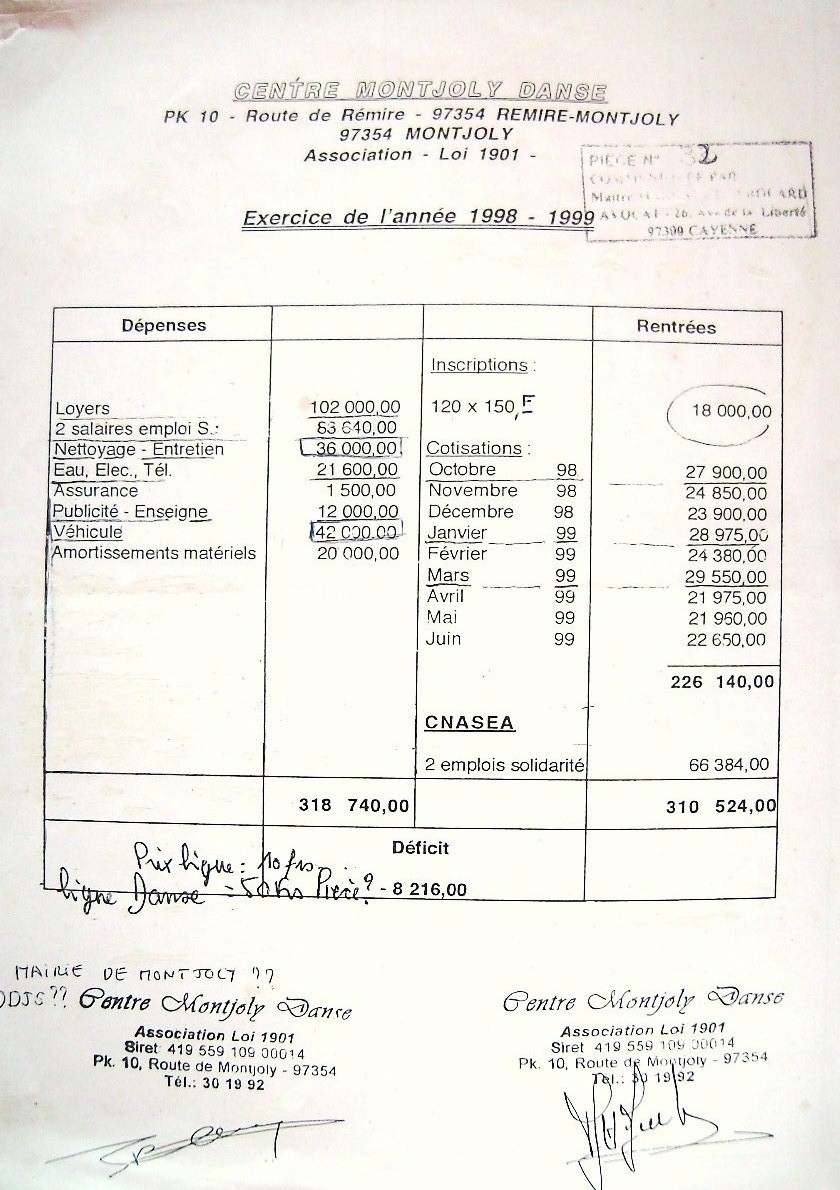 CENTRE MONTJOLY DANSE
PK 10 - Route de Rémire - 97354 REMIRE-MONTJOLY
97354 MONTJOLY
Association - Loi 1901 -
PIECE N° 32
PAR
Maître
AVOCAT - 26, Ave de la Liberté
97300 CAYENNE
Exercice de l'année 1998 - 1999
Dépenses Rentrées
Inscriptions :
Loyers 102 000,00 120 x 150,F 18 000,00
2 salaires emploi S.: 83 640,00
Nettoyage - Entretien 36 000,00 Cotisations :
Eau, Elec., Tél. 21 600,00 Octobre 98 27 900,00
Assurance 1 500,00 Novembre 98 24 850,00
Publicité - Enseigne 12 000,00 Décembre 98 23 900,00
Véhicule 42 000.00 Janvier 99 28 975,00
Amortissements matériels 20 000,00 Février 99 24 380,00
Mars 99 29 550,00
Avril 99 21 975,00
Mai 99 21 960,00
Juin 99 22 650,00
226 140,00
CNASEA
2 emplois solidarité 66 384,00
318 740,00 310 524,00
Déficit
Prix ligne : 10 frs
ligne Danse = 50 frs Pièce? - 8 216,00
MAIRIE DE MONTJOLY ??
DDJS ??
Centre Montjoly Danse
Association Loi 1901
Siret 419 559 109 00014
Pk. 10, Route de Montjoly - 97354
Tél.: 30 19 92
Centre Montjoly Danse
Association Loi 1901
Siret 419 559 109 00014
Pk. 10, Route de Montjoly - 97354
Tél.: 30 19 92